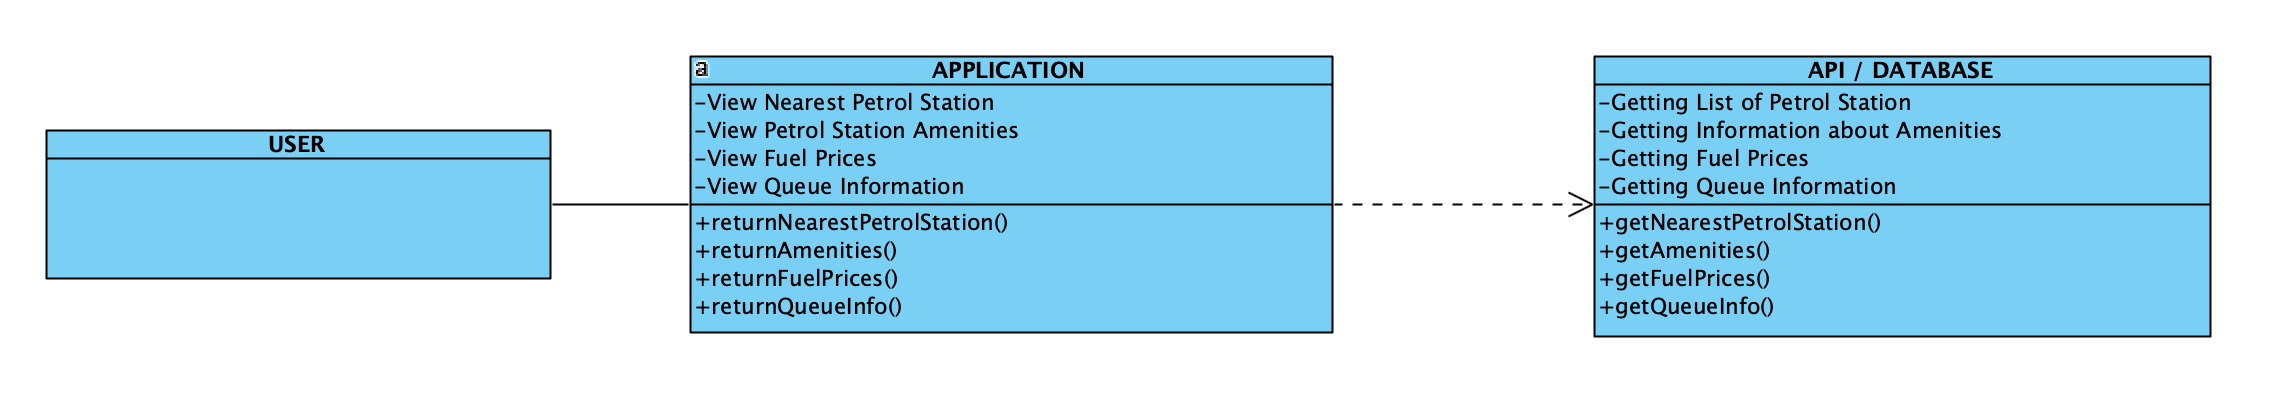 USER
a
APPLICATION
-View Nearest Petrol Station
-View Petrol Station Amenities
-View Fuel Prices
-View Queue Information
+returnNearestPetrolStation()
+returnAmenities()
+returnFuelPrices()
+returnQueueInfo()
API / DATABASE
-Getting List of Petrol Station
-Getting Information about Amenities
-Getting Fuel Prices
-Getting Queue Information
+getNearestPetrolStation()
+getAmenities()
+getFuelPrices()
+getQueueInfo()